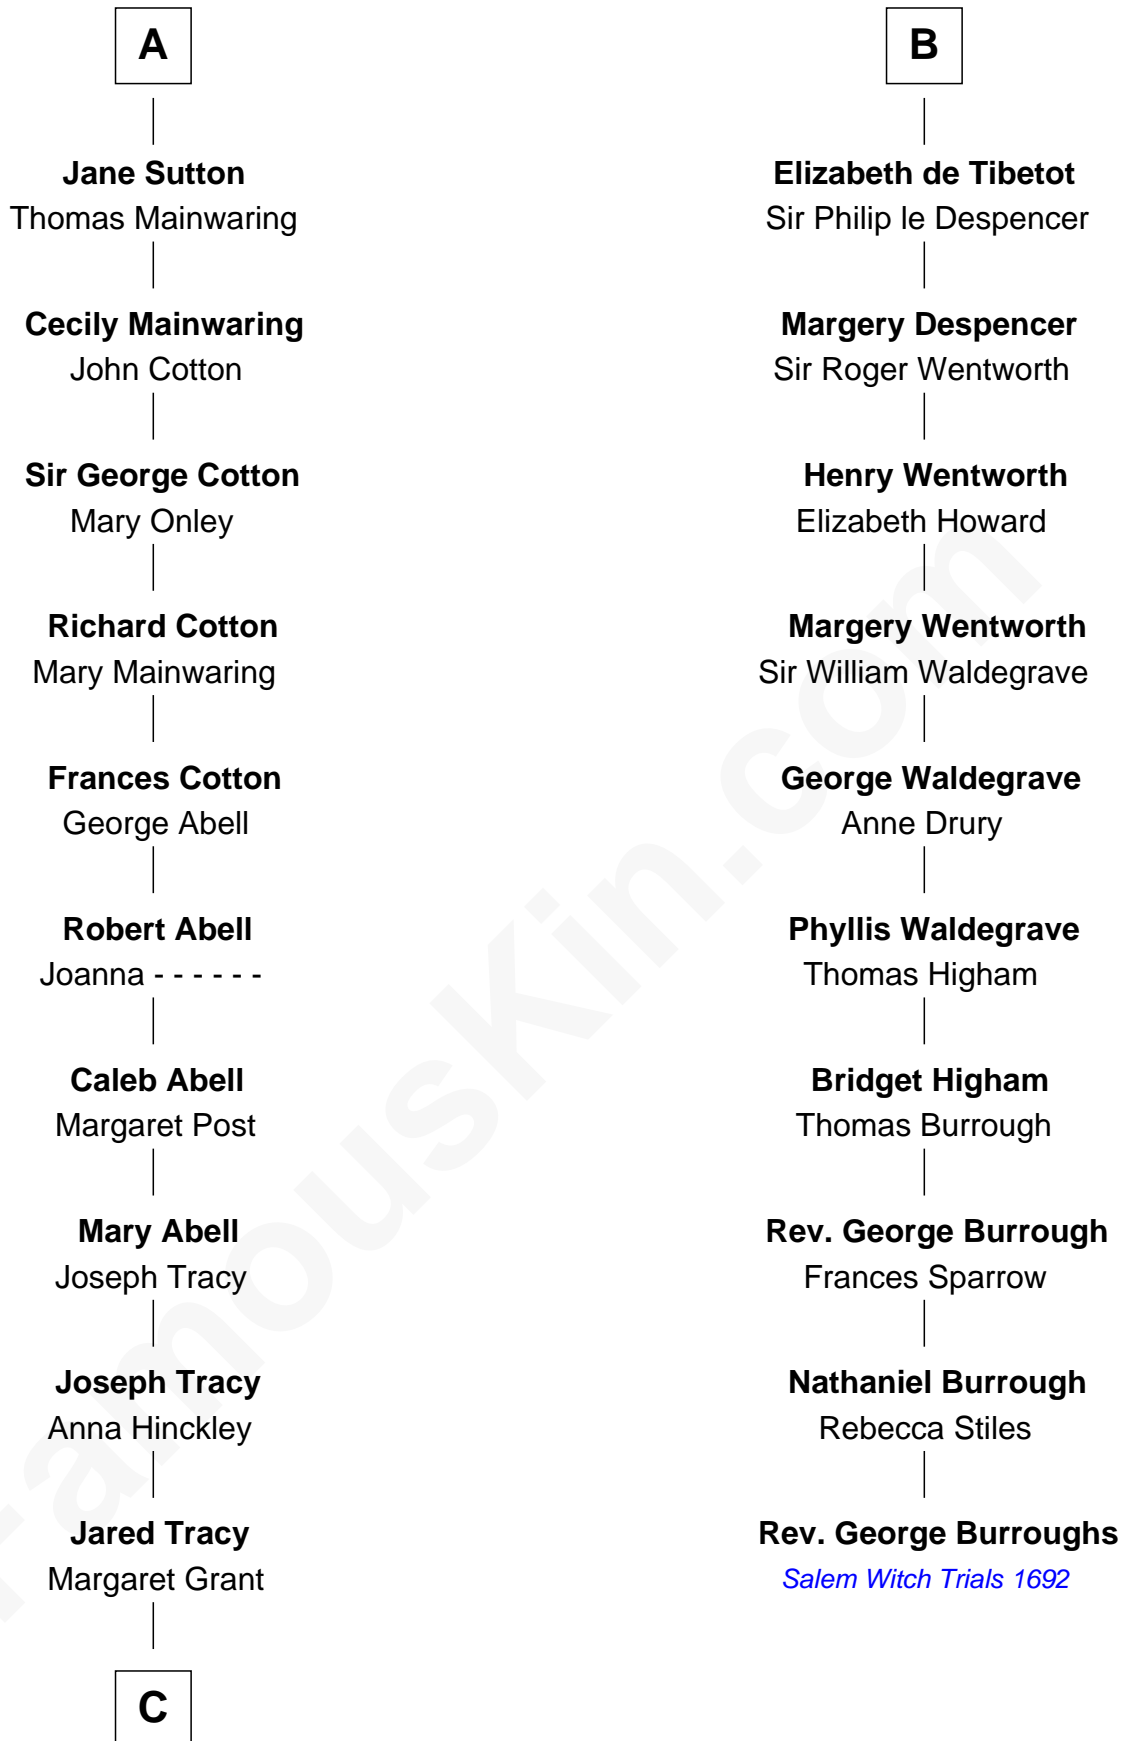 A
Jane Sutton
Thomas Mainwaring
Cecily Mainwaring
John Cotton
Sir George Cotton
Mary Onley
Richard Cotton
Mary Mainwaring
Frances Cotton
George Abell
Robert Abell
Joanna - - - - - -
Caleb Abell
Margaret Post
Mary Abell
Joseph Tracy
Joseph Tracy
Anna Hinckley
Jared Tracy
Margaret Grant
C
B
Elizabeth de Tibetot
Sir Philip le Despencer
Margery Despencer
Sir Roger Wentworth
Henry Wentworth
Elizabeth Howard
Margery Wentworth
Sir William Waldegrave
George Waldegrave
Anne Drury
Phyllis Waldegrave
Thomas Higham
Bridget Higham
Thomas Burrough
Rev. George Burrough
Frances Sparrow
Nathaniel Burrough
Rebecca Stiles
Rev. George Burroughs
Salem Witch Trials 1692
FamousKin.com